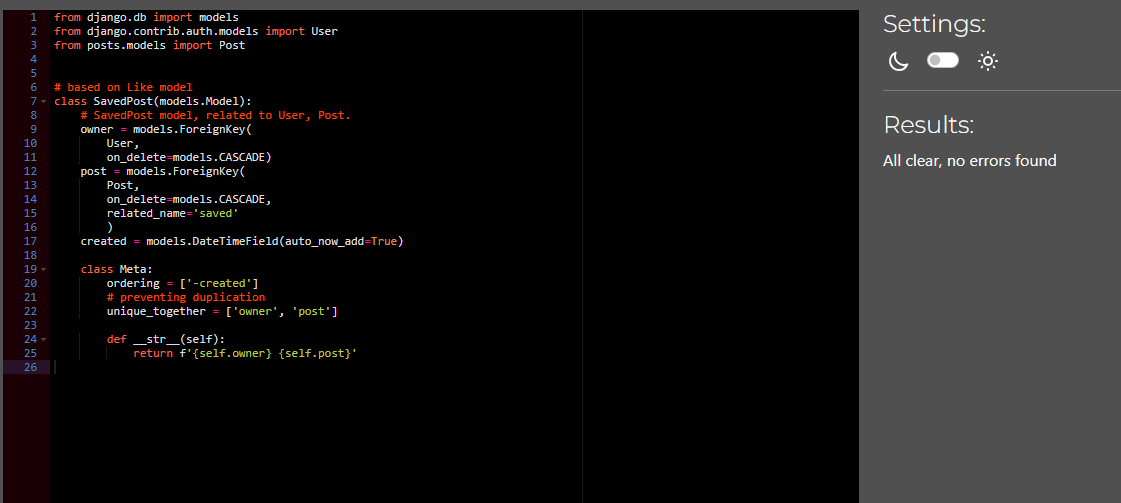 1 from django.db import models
2 from django.contrib.auth.models import User
3 from posts.models import Post
4
5
6 # based on Like model
7 class SavedPost(models.Model):
8     # SavedPost model, related to User, Post.
9     owner = models.ForeignKey(
10         User,
11         on_delete=models.CASCADE)
12     post = models.ForeignKey(
13         Post,
14         on_delete=models.CASCADE,
15         related_name='saved'
16         )
17     created = models.DateTimeField(auto_now_add=True)
18
19     class Meta:
20         ordering = ['-created']
21         # preventing duplication
22         unique_together = ['owner', 'post']
23
24         def __str__(self):
25             return f'{self.owner} {self.post}'
26
Settings:
Results:
All clear, no errors found